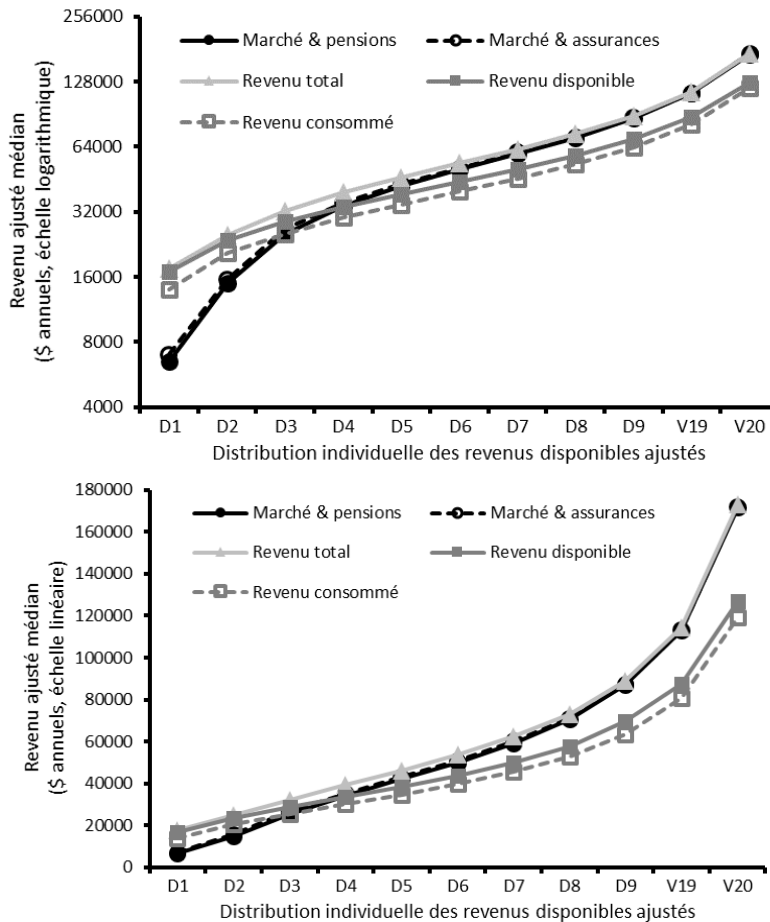 256000
128000
64000
32000
16000
8000
4000
Revenu ajusté médian
($ annuels, échelle logarithmique)
Marché & pensions
Marché & assurances
Revenu total
Revenu disponible
Revenu consommé
D1 D2 D3 D4 D5 D6 D7 D8 D9 V19 V20
Distribution individuelle des revenus disponibles ajustés
180000
160000
140000
120000
100000
80000
60000
40000
20000
0
Revenu ajusté médian
($ annuels, échelle linéaire)
Marché & pensions
Marché & assurances
Revenu total
Revenu disponible
Revenu consommé
D1 D2 D3 D4 D5 D6 D7 D8 D9 V19 V20
Distribution individuelle des revenus disponibles ajustés